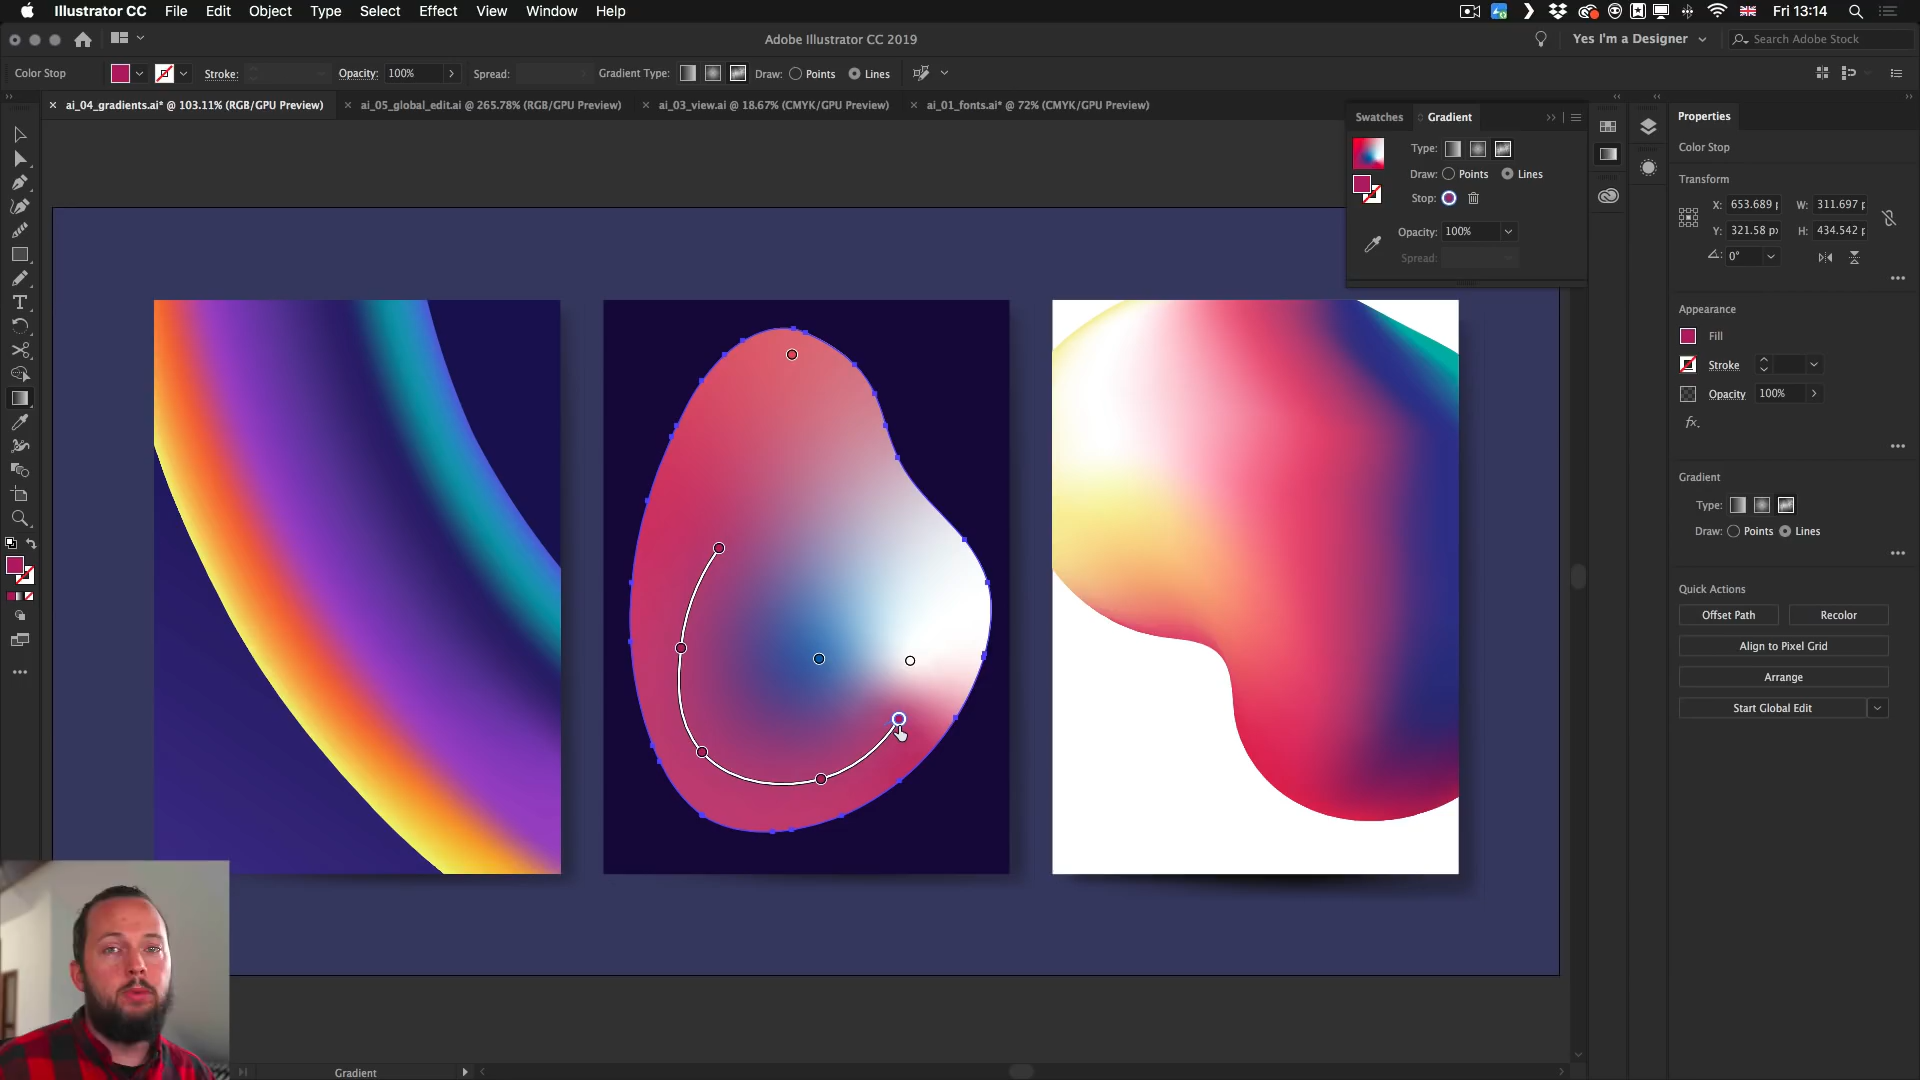 Illustrator CC File Edit Object Type Select Effect View Window Help Fri 13:14
Adobe Illustrator CC 2019 Yes I'm a Designer Search Adobe Stock
Color Stop Stroke: Opacity: 100% Spread: Gradient Type: Draw: Points Lines
ai_04_gradients.ai* @ 103.11% (RGB/GPU Preview) ai_05_global_edit.ai @ 265.78% (RGB/GPU Preview) ai_03_view.ai @ 18.67% (CMYK/GPU Preview) ai_01_fonts.ai* @ 72% (CMYK/GPU Preview)
Swatches Gradient
Type:
Draw: Points Lines
Stop:
Opacity: 100%
Spread:
Properties
Color Stop
Transform
X: 653.689 W: 311.697
Y: 321.58 px H: 434.542
0°
Appearance
Fill
Stroke
Opacity 100%
fx.
Gradient
Type:
Draw: Points Lines
Quick Actions
Offset Path Recolor
Align to Pixel Grid
Arrange
Start Global Edit
Gradient